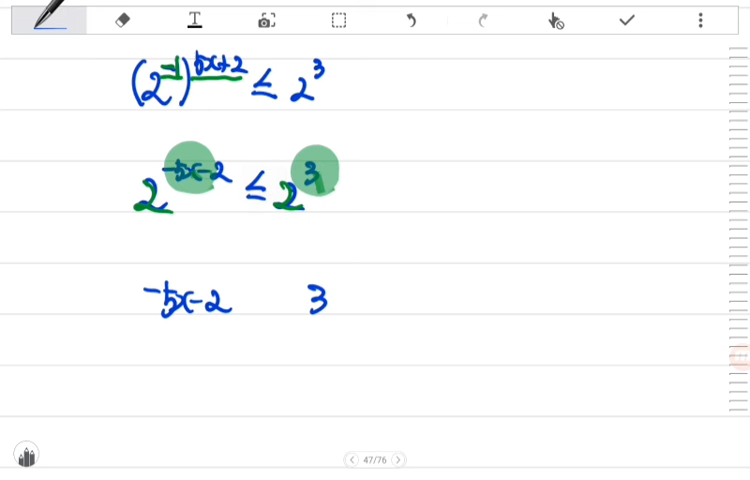 (2^-1)^5x+2 ≤ 2^3
2^-5x-2 ≤ 2^3
-5x-2 3
47/76